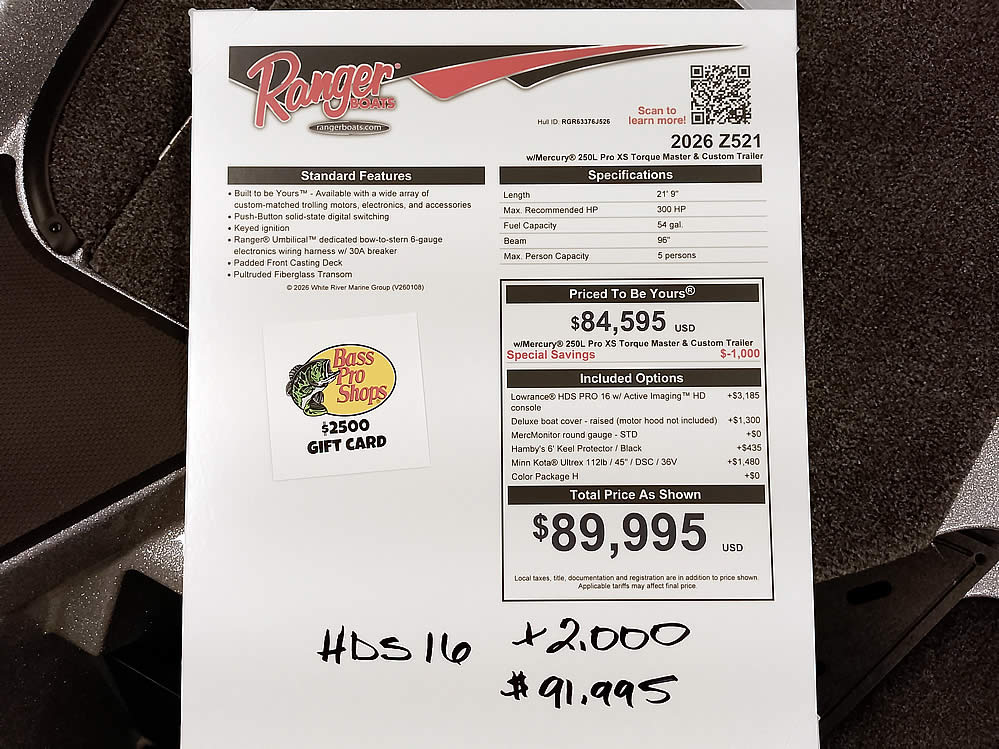 Ranger
BOATS
rangerboats.com
Hull ID: RGR63376J526
Scan to
learn more!
2026 Z521
w/Mercury® 250L Pro XS Torque Master & Custom Trailer
Standard Features
• Built to be Yours™ - Available with a wide array of
custom-matched trolling motors, electronics, and accessories
• Push-Button solid-state digital switching
• Keyed ignition
• Ranger® Umbilical™ dedicated bow-to-stern 6-gauge
electronics wiring harness w/ 30A breaker
• Padded Front Casting Deck
• Pultruded Fiberglass Transom
© 2026 White River Marine Group (V260108)
Bass
Pro
Shops
$2500
GIFT CARD
Specifications
Length 21' 9"
Max. Recommended HP 300 HP
Fuel Capacity 54 gal.
Beam 96"
Max. Person Capacity 5 persons
Priced To Be Yours®
$84,595 USD
w/Mercury® 250L Pro XS Torque Master & Custom Trailer
Special Savings $-1,000
Included Options
Lowrance® HDS PRO 16 w/ Active Imaging™ HD +$3,185
console
Deluxe boat cover - raised (motor hood not included) +$1,300
MercMonitor round gauge - STD +$0
Hamby's 6' Keel Protector / Black +$435
Minn Kota® Ultrex 112lb / 45" / DSC / 36V +$1,480
Color Package H +$0
Total Price As Shown
$89,995 USD
Local taxes, title, documentation and registration are in addition to price shown.
Applicable tariffs may affect final price.
HDS 16 +2.000
$91.995